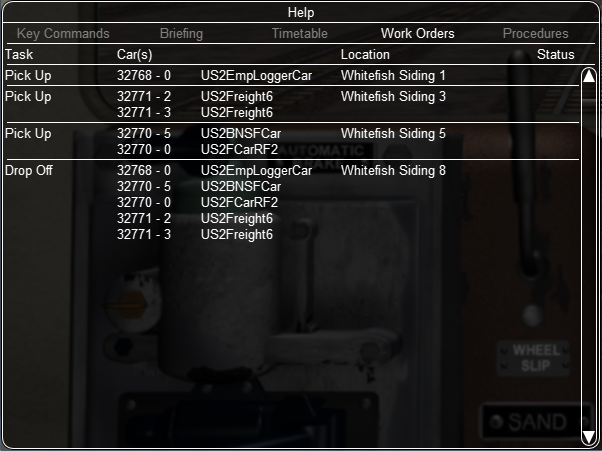 Help
Key Commands Briefing Timetable Work Orders Procedures
Task Car(s) Location Status
Pick Up 32768 - 0 US2EmpLoggerCar Whitefish Siding 1
Pick Up 32771 - 2 US2Freight6 Whitefish Siding 3
32771 - 3 US2Freight6
Pick Up 32770 - 5 US2BNSFCar Whitefish Siding 5
32770 - 0 US2FCarRF2
AUTOMATIC
BRAKE
Drop Off 32768 - 0 US2EmpLoggerCar Whitefish Siding 8
32770 - 5 US2BNSFCar
32770 - 0 US2FCarRF2
32771 - 2 US2Freight6
32771 - 3 US2Freight6
WHEEL
SLIP
SAND